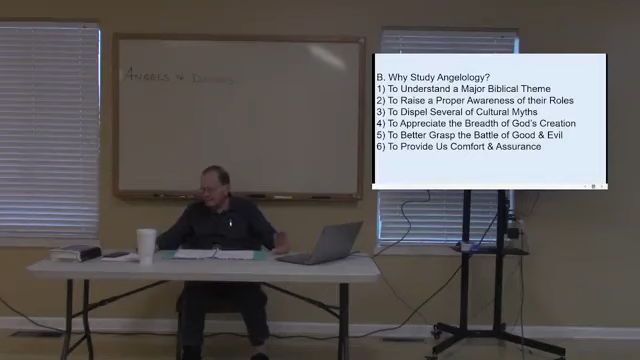 ANGELS & DEMONS
B. Why Study Angelology?
1) To Understand a Major Biblical Theme
2) To Raise a Proper Awareness of their Roles
3) To Dispel Several of Cultural Myths
4) To Appreciate the Breadth of God's Creation
5) To Better Grasp the Battle of Good & Evil
6) To Provide Us Comfort & Assurance